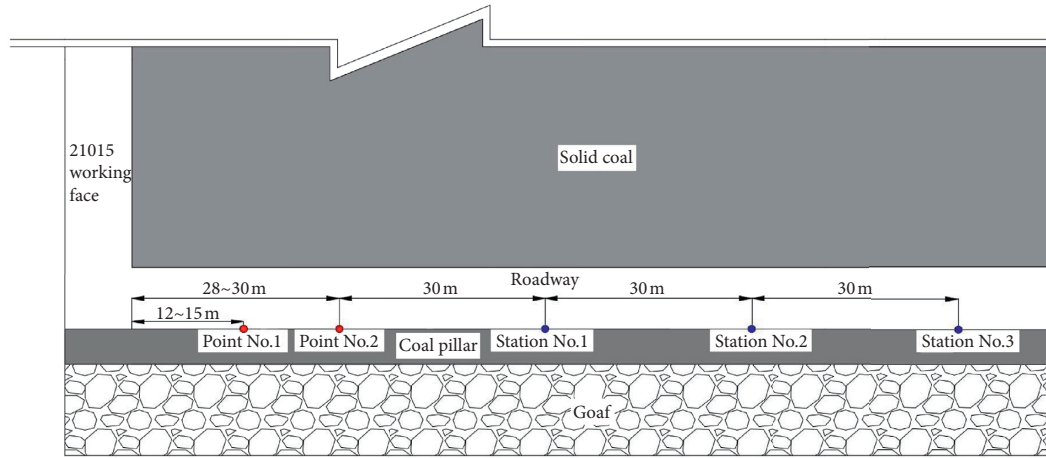 21015
working
face
Solid coal
Roadway
28~30 m
30 m
30 m
30 m
12~15 m
Point No.1
Point No.2
Coal pillar
Station No.1
Station No.2
Station No.3
Goaf